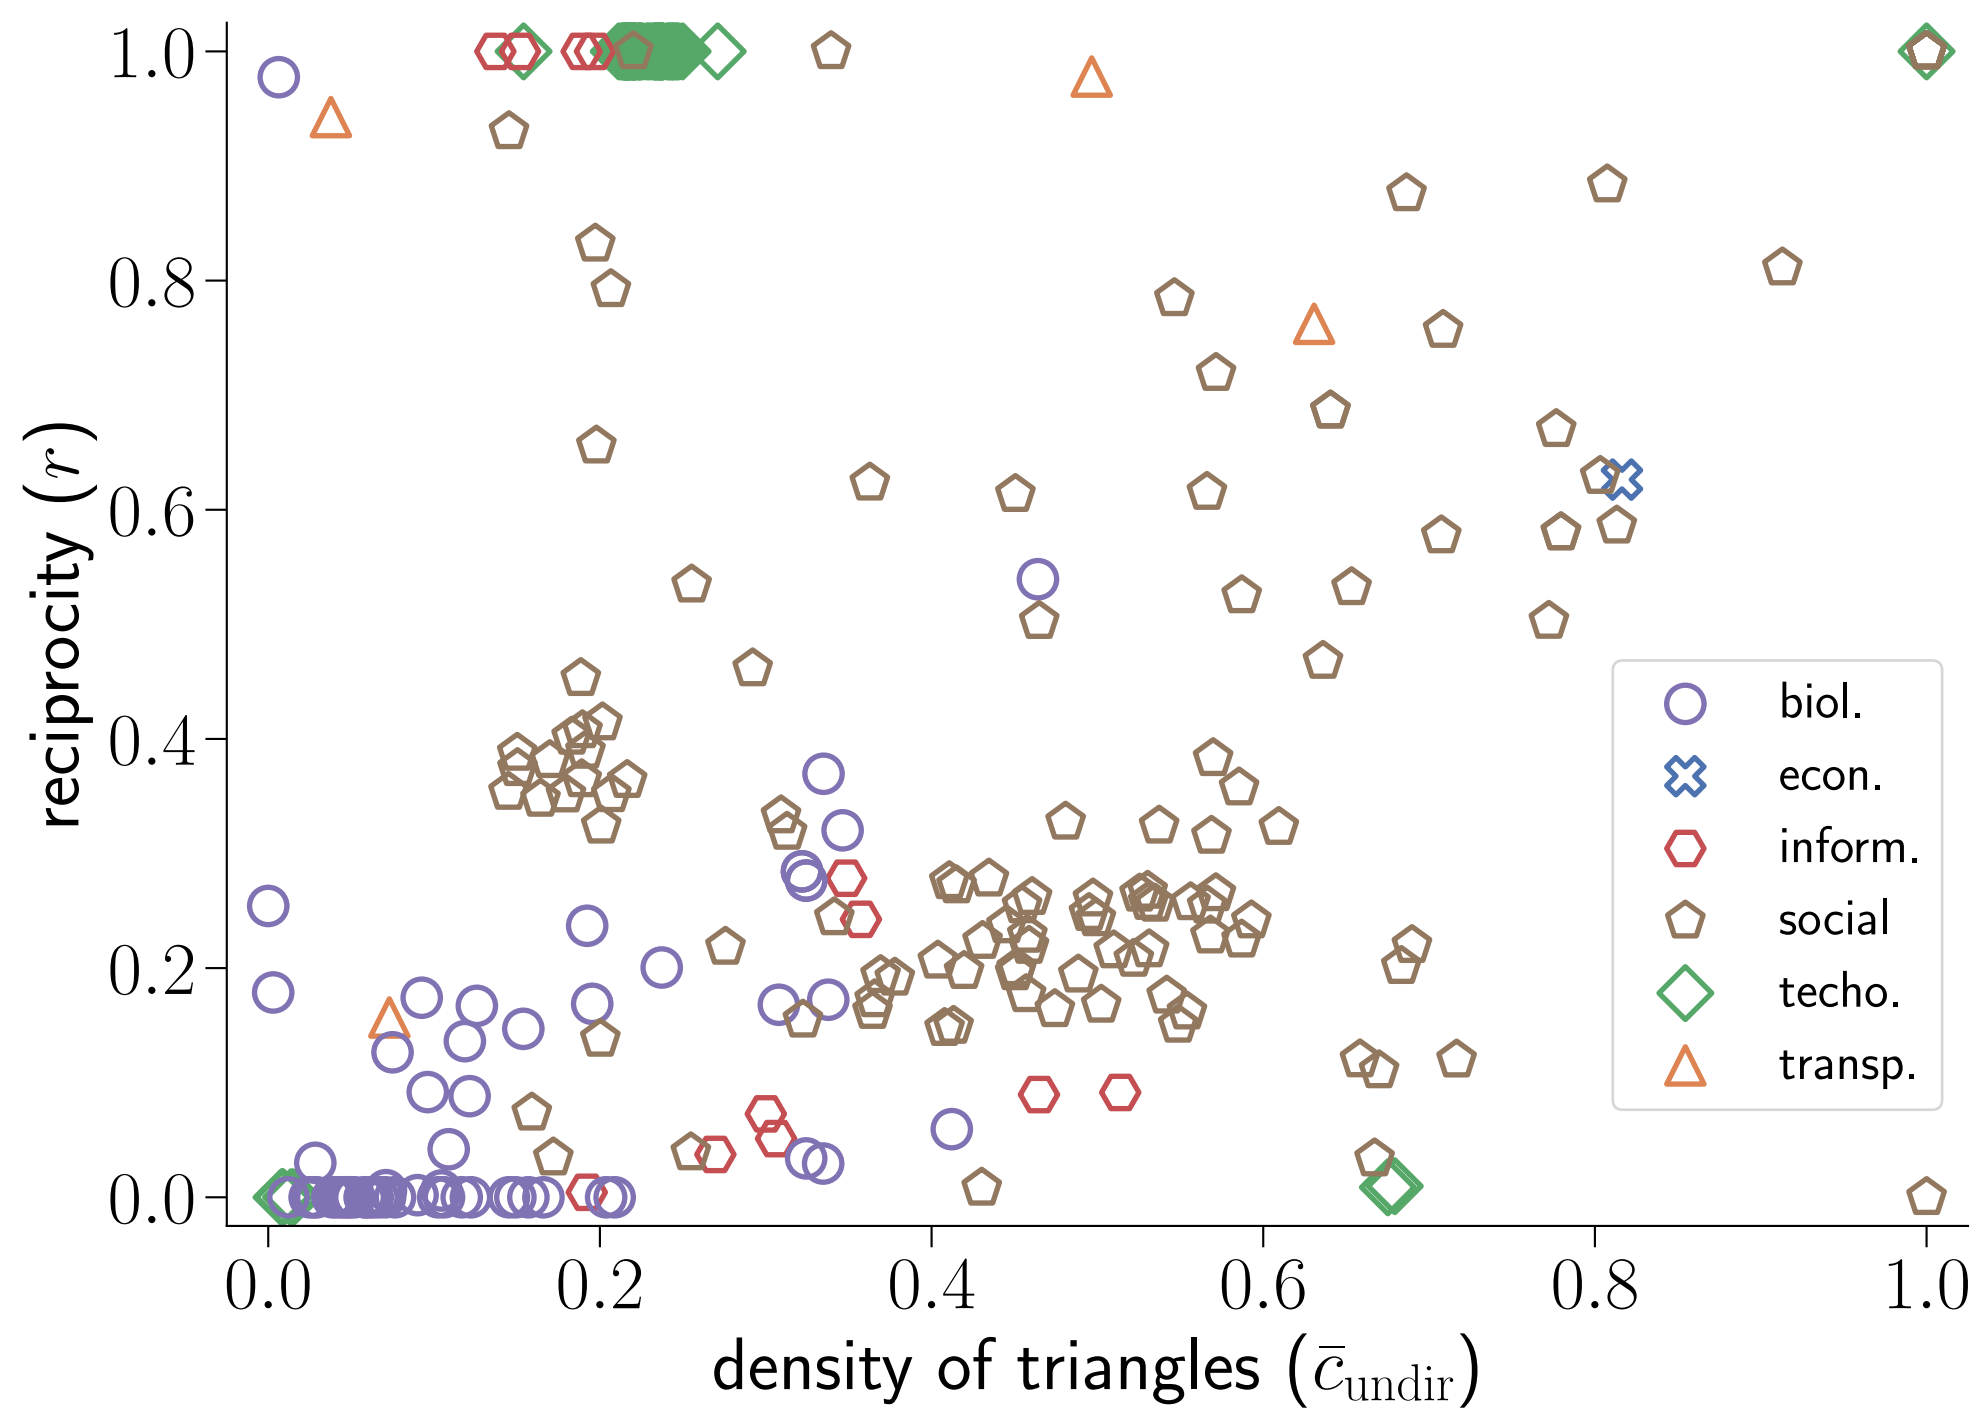 1.0
0.8
0.6
0.4
0.2
0.0
reciprocity (r)
0.0 0.2 0.4 0.6 0.8 1.0
density of triangles (c̄undir)
biol.
econ.
inform.
social
techo.
transp.